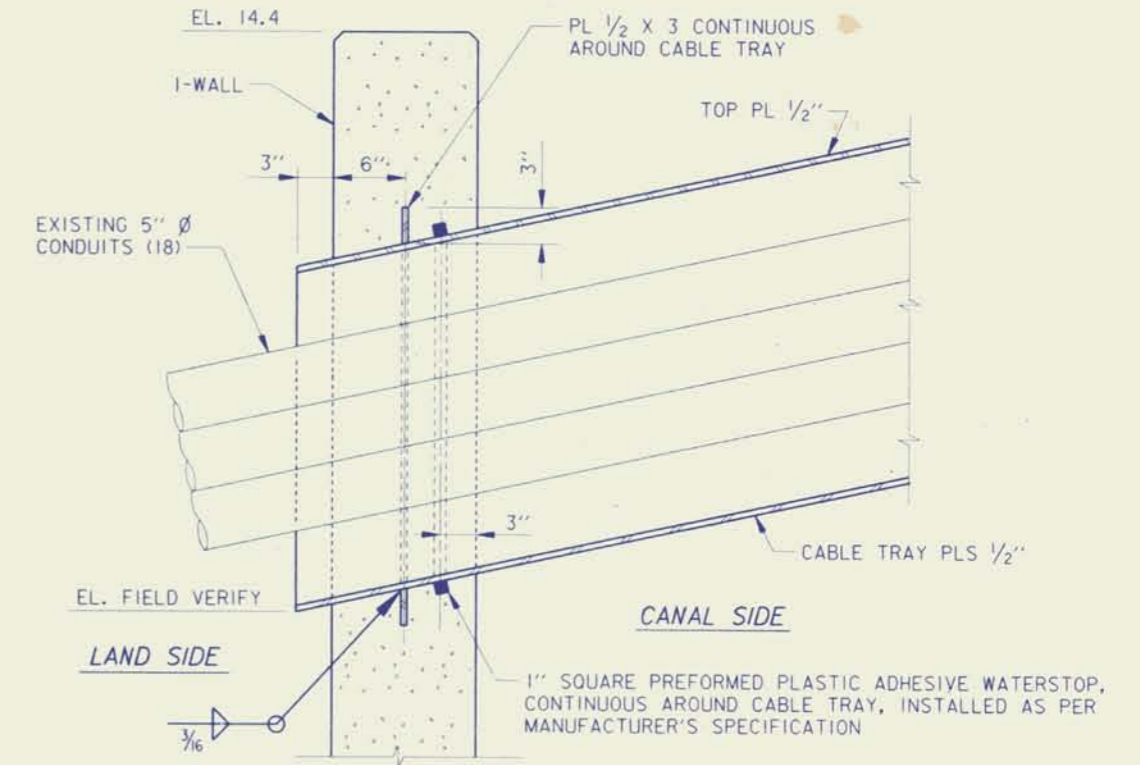 EL. 14.4
PL 1/2 X 3 CONTINUOUS
AROUND CABLE TRAY
I-WALL
TOP PL 1/2"
3"
6"
3"
EXISTING 5" Ø
CONDUITS (18)
3"
CABLE TRAY PLS 1/2"
EL. FIELD VERIFY
CANAL SIDE
LAND SIDE
1" SQUARE PREFORMED PLASTIC ADHESIVE WATERSTOP,
CONTINUOUS AROUND CABLE TRAY, INSTALLED AS PER
MANUFACTURER'S SPECIFICATION
3/16